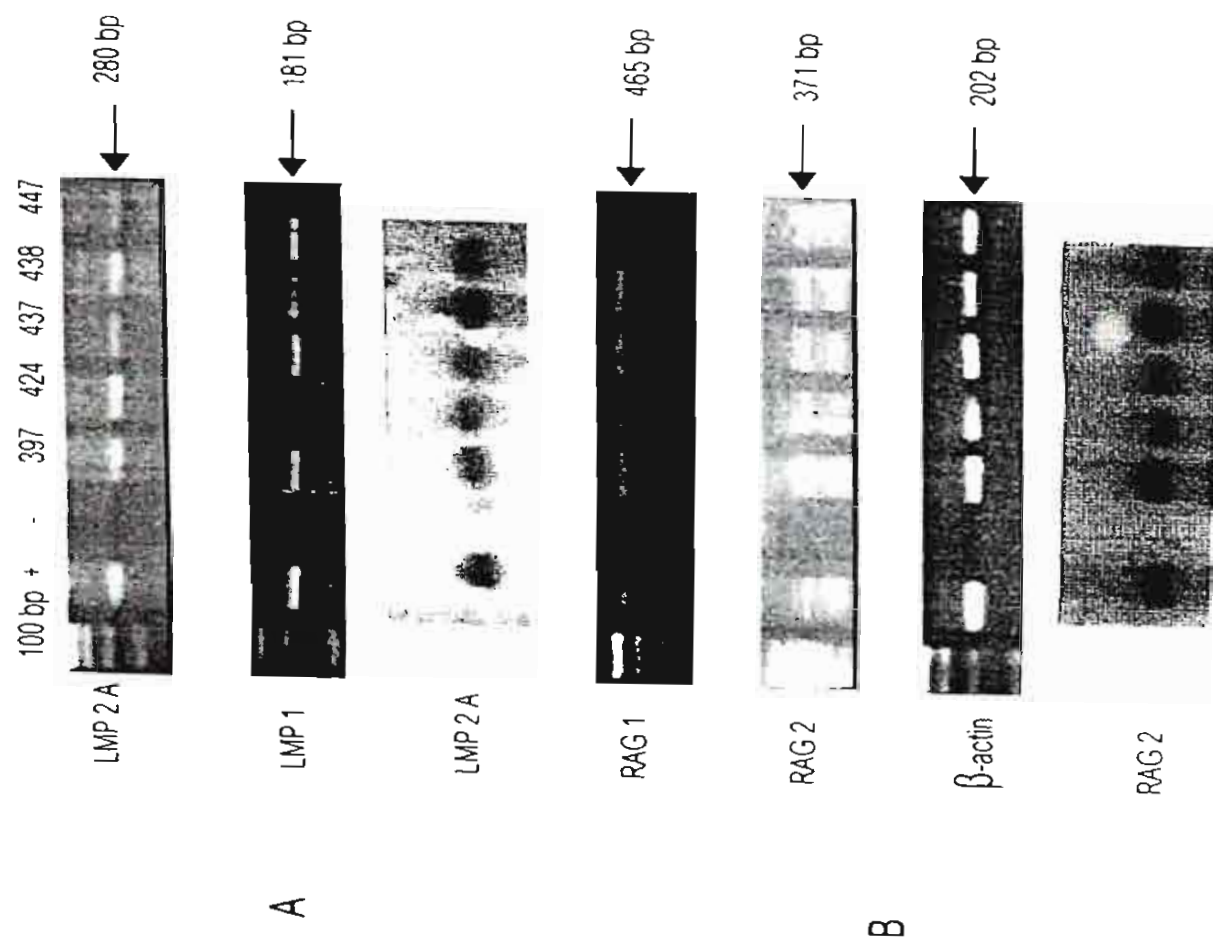 100 bp + - 397 424 437 438 447
A
LMP 2 A
280 bp
LMP 1
181 bp
LMP 2 A
B
RAG 1
465 bp
RAG 2
371 bp
β-actin
202 bp
RAG 2